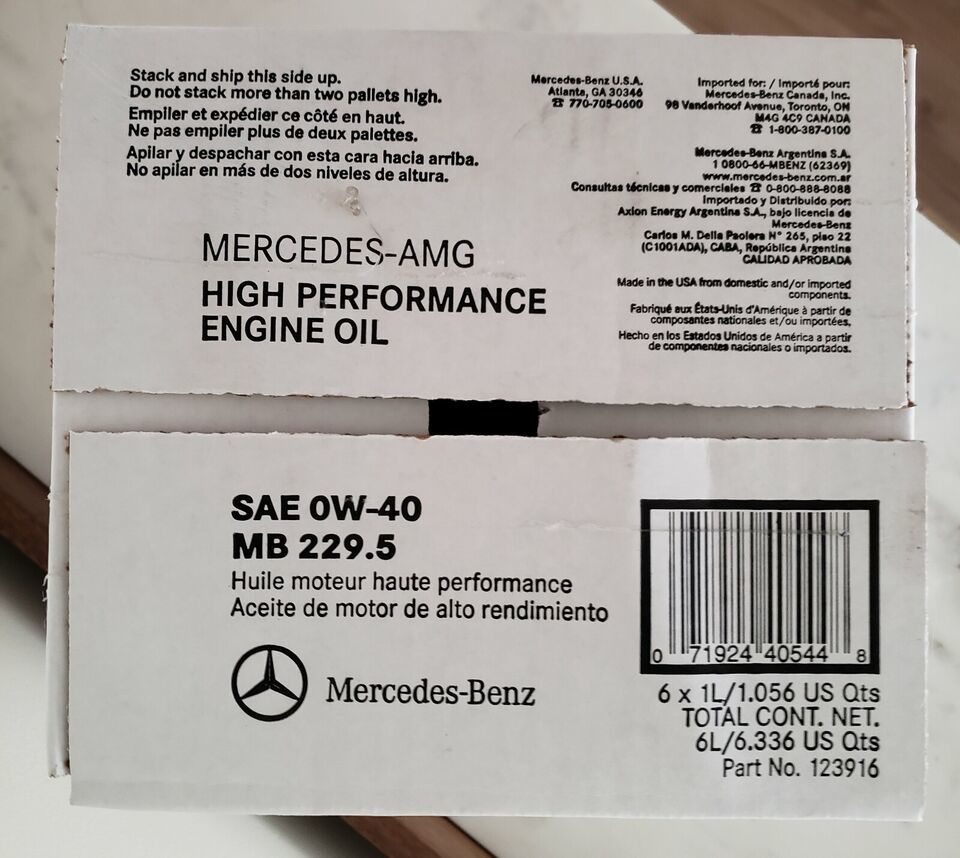 Stack and ship this side up.
Do not stack more than two pallets high.
Empiler et expédier ce côté en haut.
Ne pas empiler plus de deux palettes.
Apilar y despachar con esta cara hacia arriba.
No apilar en más de dos niveles de altura.
Mercedes-Benz U.S.A.
Atlanta, GA 30346
☎ 770-705-0600
Imported for: / Importé pour:
Mercedes-Benz Canada, Inc.
98 Vanderhoof Avenue, Toronto, ON
M4G 4C9 CANADA
☎ 1-800-387-0100
Mercedes-Benz Argentina S.A.
1 0800-66-MBENZ (62369)
www.mercedes-benz.com.ar
Consultas técnicas y comerciales ☎ 0-800-888-8088
Importado y Distribuido por:
Axion Energy Argentina S.A., bajo licencia de
Mercedes-Benz
Carlos M. Della Paolera N° 265, piso 22
(C1001ADA), CABA, República Argentina
CALIDAD APROBADA
Made in the USA from domestic and/or imported
components.
Fabriqué aux États-Unis d'Amérique à partir de
composantes nationales et/ou importées.
Hecho en los Estados Unidos de América a partir
de componentes nacionales o importados.
MERCEDES-AMG
HIGH PERFORMANCE
ENGINE OIL
SAE 0W-40
MB 229.5
Huile moteur haute performance
Aceite de motor de alto rendimiento
Mercedes-Benz
0 71924 40544 8
6 x 1L/1.056 US Qts
TOTAL CONT. NET.
6L/6.336 US Qts
Part No. 123916